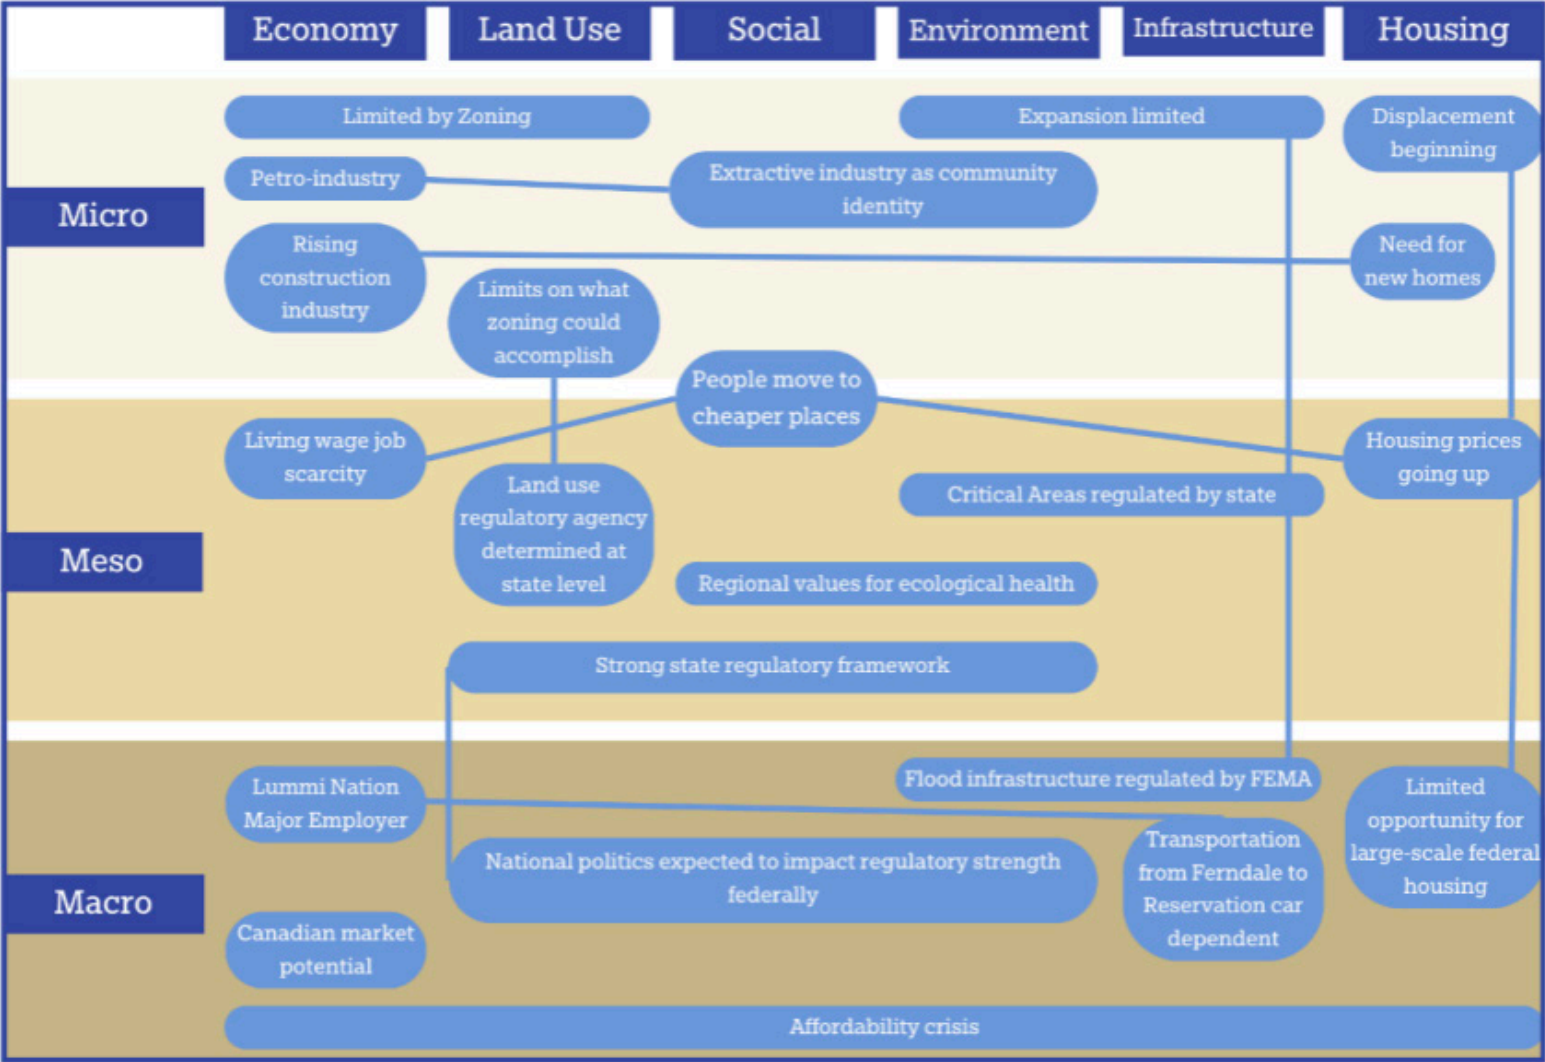 Economy
Land Use
Social
Environment
Infrastructure
Housing
Micro
Limited by Zoning
Expansion limited
Displacement
beginning
Petro-industry
Extractive industry as community
identity
Rising
construction
industry
Need for
new homes
Limits on what
zoning could
accomplish
People move to
cheaper places
Meso
Living wage job
scarcity
Housing prices
going up
Land use
regulatory agency
determined at
state level
Critical Areas regulated by state
Regional values for ecological health
Strong state regulatory framework
Macro
Lummi Nation
Major Employer
Flood infrastructure regulated by FEMA
Limited
opportunity for
large-scale federal
housing
National politics expected to impact regulatory strength
federally
Transportation
from Ferndale to
Reservation car
dependent
Canadian market
potential
Affordability crisis